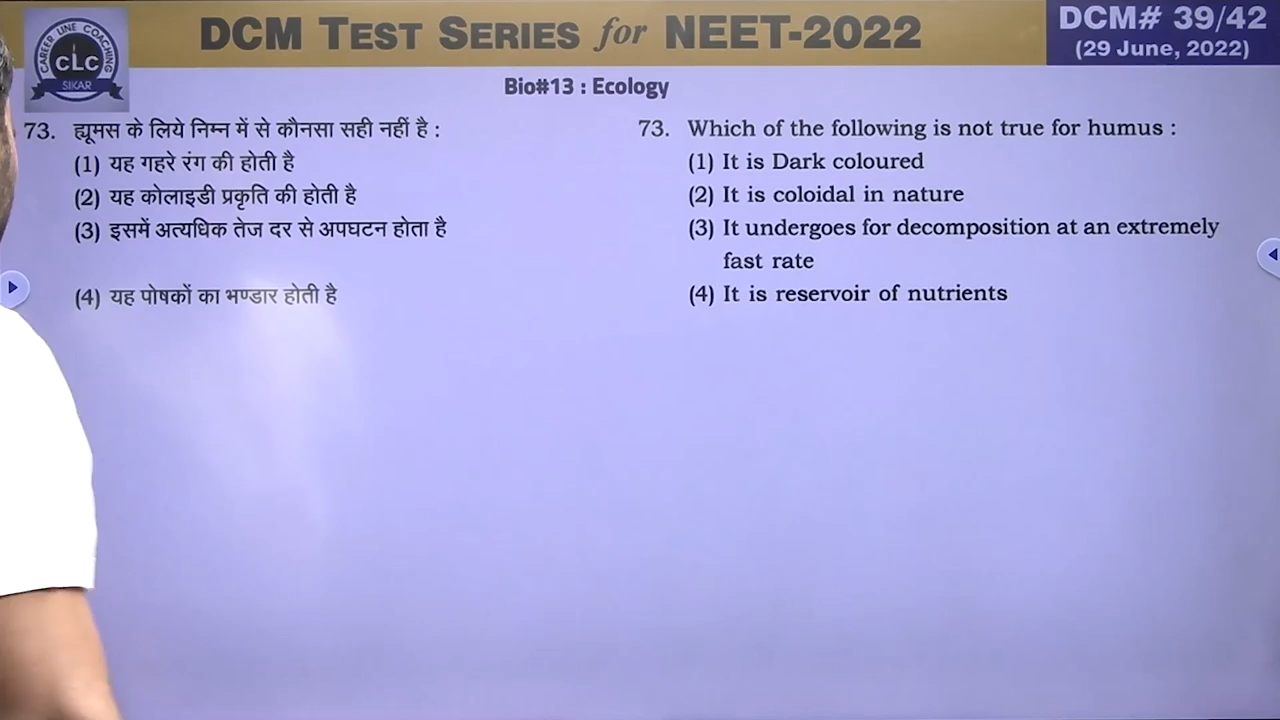 CAREER LINE COACHING
CLC
SIKAR
DCM TEST SERIES for NEET-2022
DCM# 39/42
(29 June, 2022)
Bio#13 : Ecology
73. ह्यूमस के लिये निम्न में से कौनसा सही नहीं है :
(1) यह गहरे रंग की होती है
(2) यह कोलाइडी प्रकृति की होती है
(3) इसमें अत्यधिक तेज दर से अपघटन होता है
(4) यह पोषकों का भण्डार होती है
73. Which of the following is not true for humus :
(1) It is Dark coloured
(2) It is coloidal in nature
(3) It undergoes for decomposition at an extremely
fast rate
(4) It is reservoir of nutrients